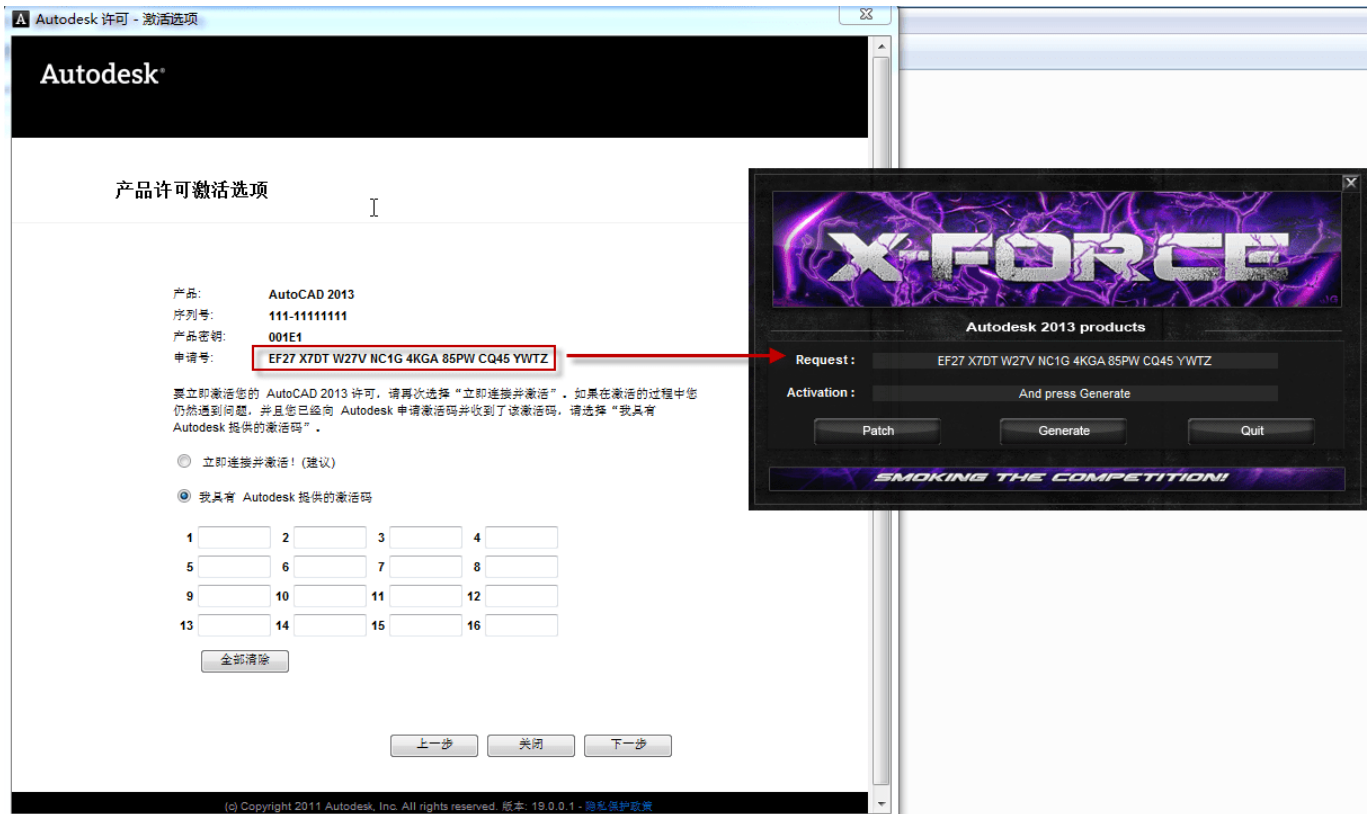 Autodesk 许可 - 激活选项
Autodesk
产品许可激活选项
产品: AutoCAD 2013
序列号: 111-11111111
产品密钥: 001E1
申请号: EF27 X7DT W27V NC1G 4KGA 85PW CQ45 YWTZ
要立即激活您的 AutoCAD 2013 许可，请再次选择“立即连接并激活”。如果在激活的过程中您
仍然遇到问题，并且您已经向 Autodesk 申请激活码并收到了该激活码，请选择“我具有
Autodesk 提供的激活码”。
立即连接并激活! (建议)
我具有 Autodesk 提供的激活码
1 2 3 4
5 6 7 8
9 10 11 12
13 14 15 16
全部清除
上一步 关闭 下一步
(c) Copyright 2011 Autodesk, Inc. All rights reserved. 版本: 19.0.0.1 - 隐私保护政策
X-FORCE
JG
Autodesk 2013 products
Request : EF27 X7DT W27V NC1G 4KGA 85PW CQ45 YWTZ
Activation : And press Generate
Patch Generate Quit
SMOKING THE COMPETITION!